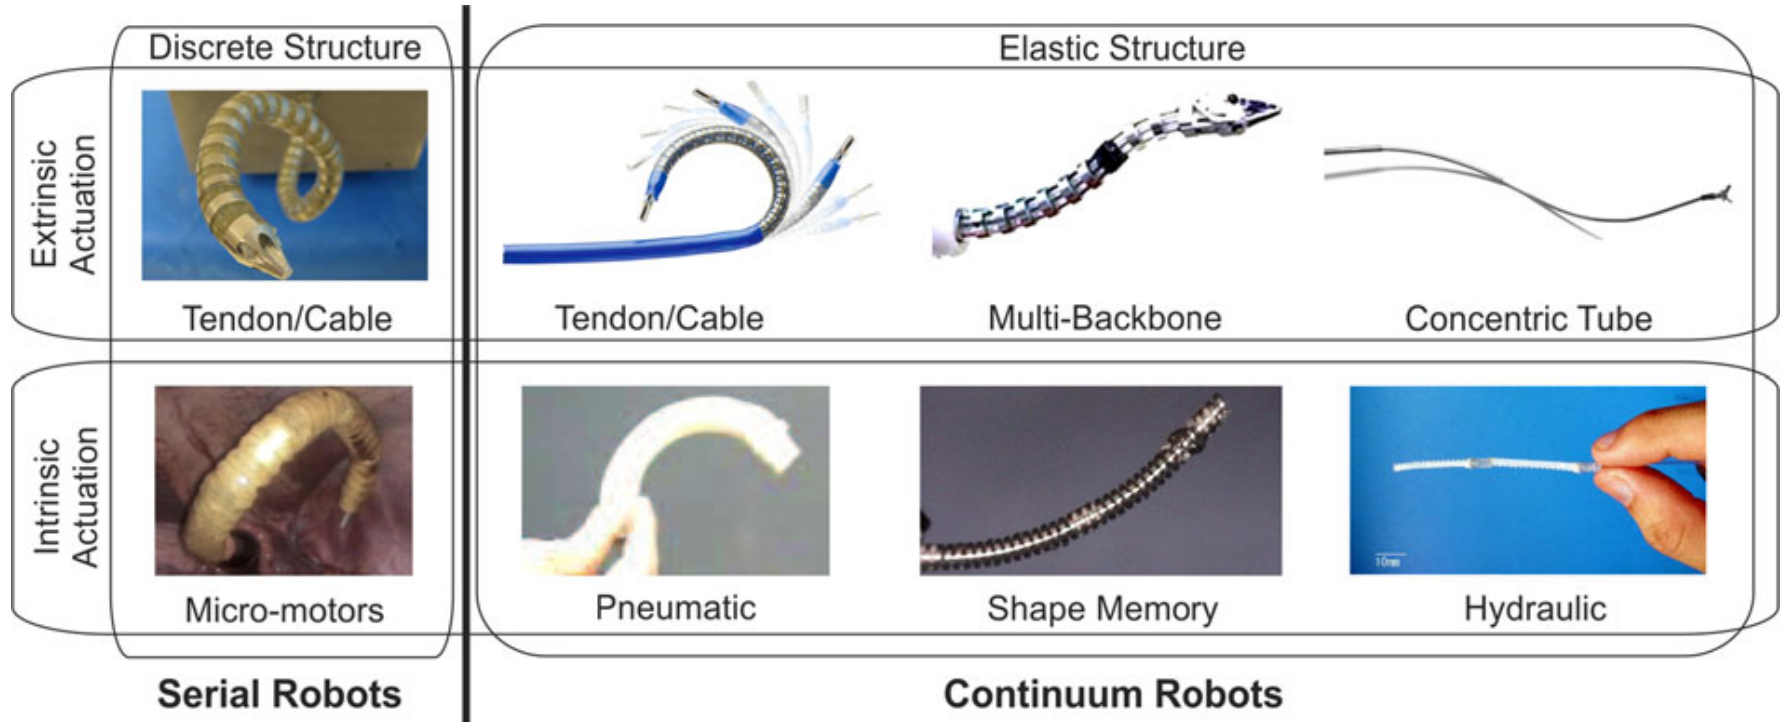 Discrete Structure
Elastic Structure
Extrinsic
Actuation
Tendon/Cable
Tendon/Cable
Multi-Backbone
Concentric Tube
Intrinsic
Actuation
10mm
Micro-motors
Pneumatic
Shape Memory
Hydraulic
Serial Robots
Continuum Robots